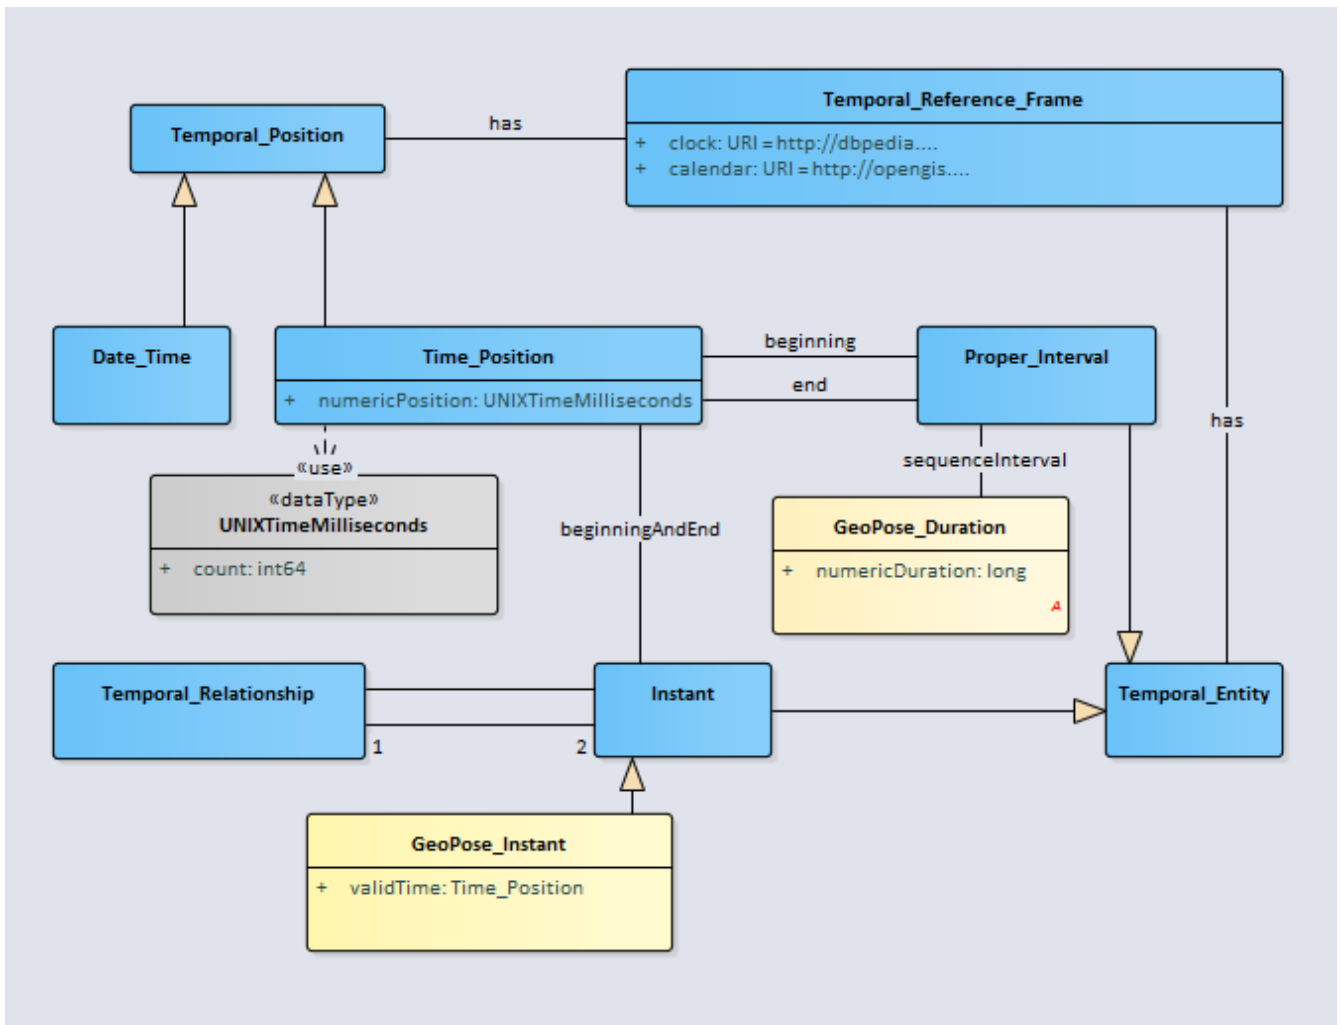 Temporal_Reference_Frame
+ clock: URI = http://dbpedia....
+ calendar: URI = http://opengis....
Temporal_Position
has
Date_Time
Time_Position
+ numericPosition: UNIXTimeMilliseconds
beginning
end
Proper_Interval
has
«use»
«dataType»
UNIXTimeMilliseconds
+ count: int64
beginningAndEnd
sequenceInterval
GeoPose_Duration
+ numericDuration: long
A
Temporal_Relationship
1
2
Instant
Temporal_Entity
GeoPose_Instant
+ validTime: Time_Position